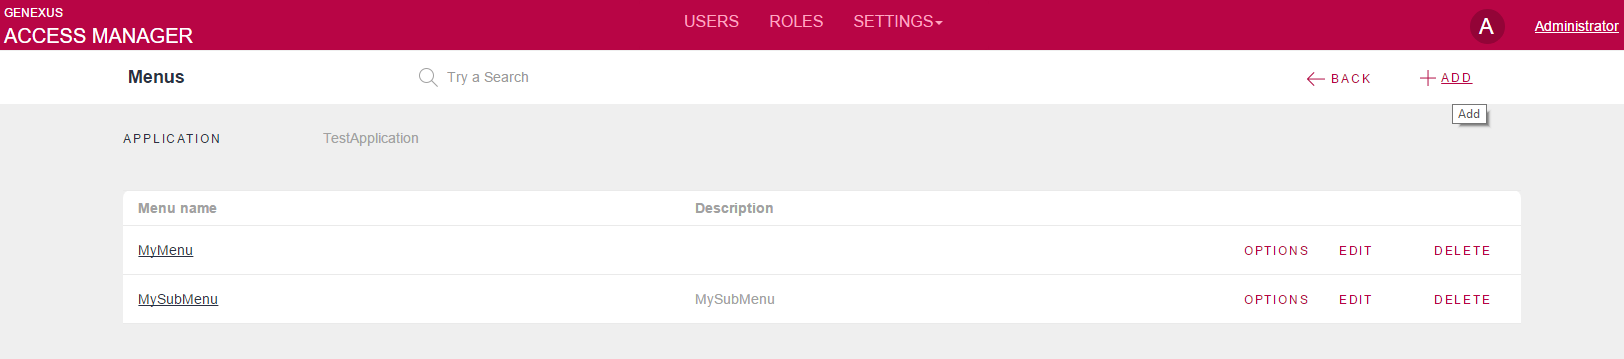 GENEXUS
ACCESS MANAGER
USERS ROLES SETTINGS
A Administrator
Menus Try a Search BACK ADD
Add
APPLICATION TestApplication
Menu name Description
MyMenu OPTIONS EDIT DELETE
MySubMenu MySubMenu OPTIONS EDIT DELETE